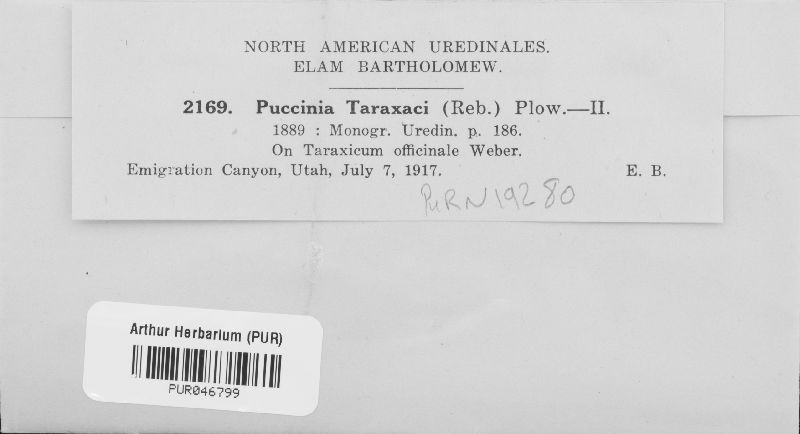 NORTH AMERICAN UREDINALES.
ELAM BARTHOLOMEW.
2169. Puccinia Taraxaci (Reb.) Plow.—II.
1889 : Monogr. Uredin. p. 186.
On Taraxicum officinale Weber.
Emigration Canyon, Utah, July 7, 1917. E. B.
PURN19280
Arthur Herbarium (PUR)
PUR046799